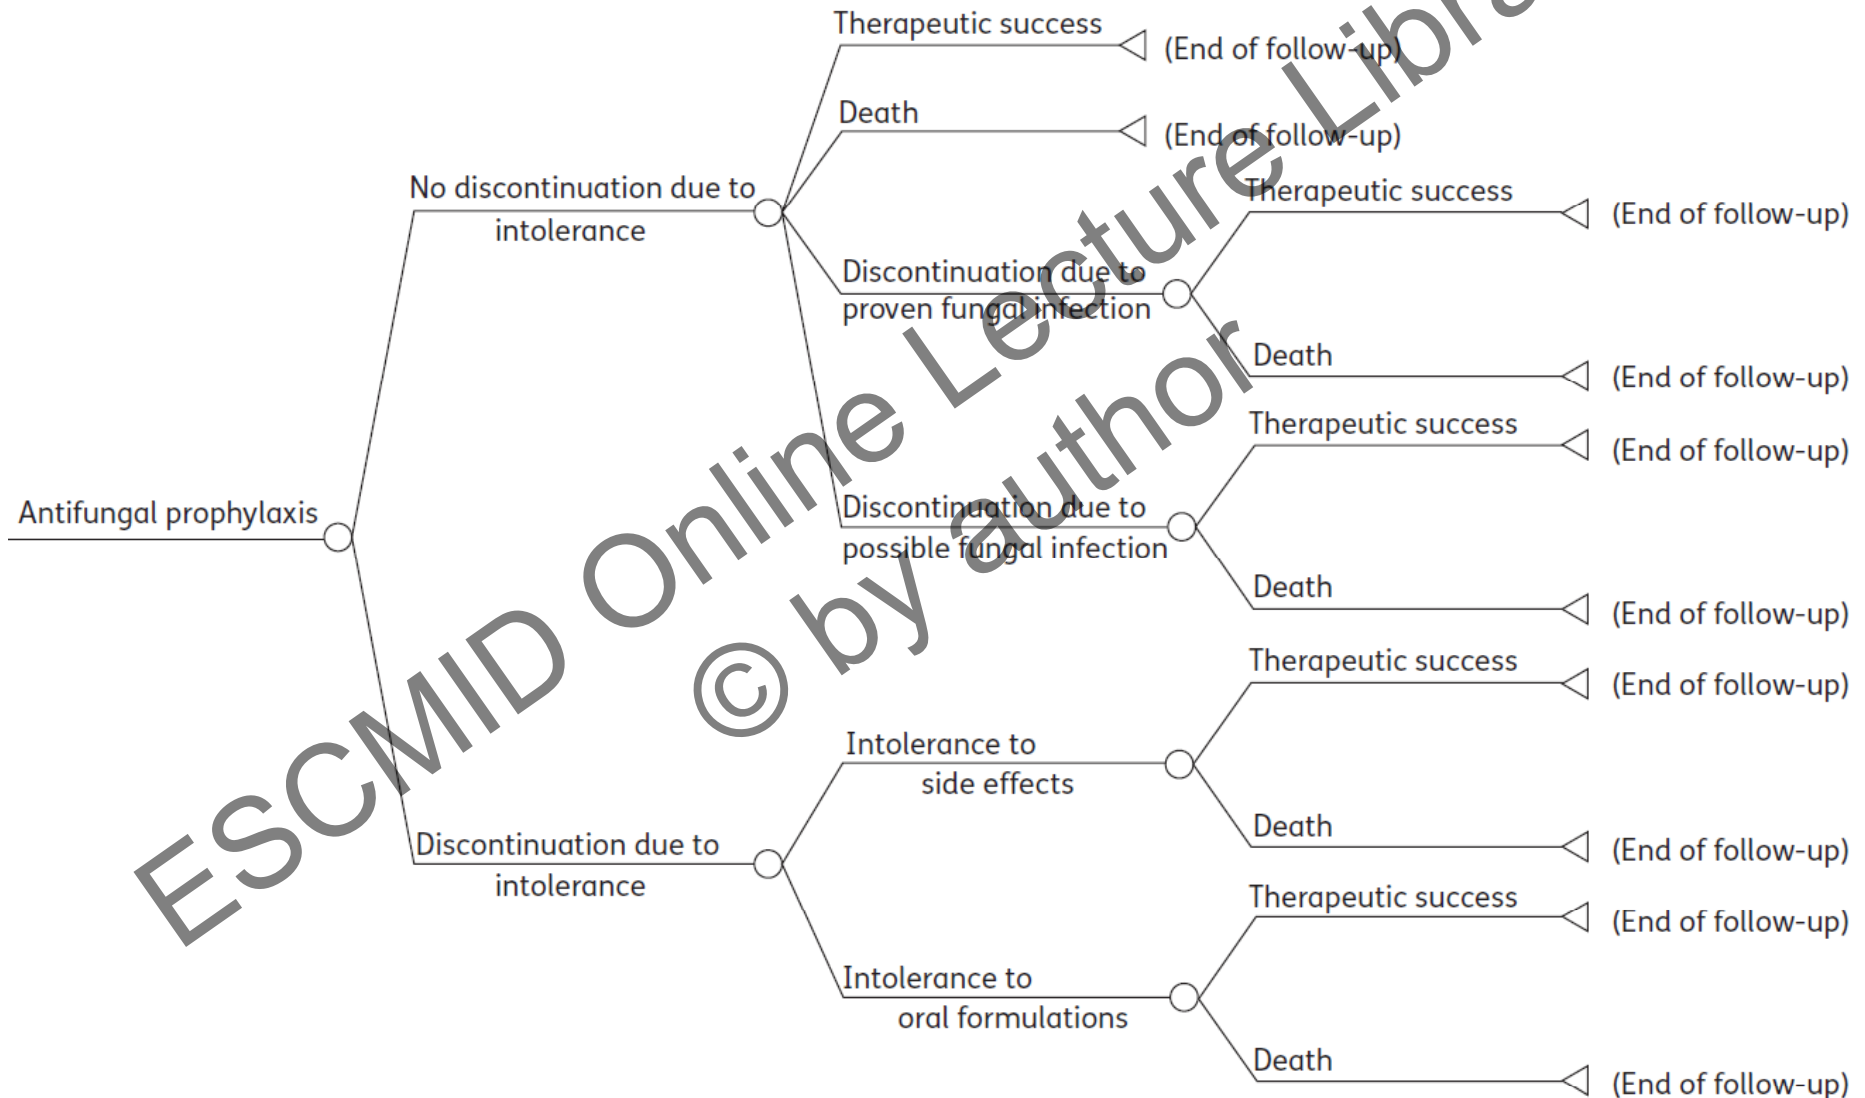 Therapeutic success
(End of follow-up)
Death
(End of follow-up)
No discontinuation due to
intolerance
Therapeutic success
(End of follow-up)
Discontinuation due to
proven fungal infection
Death
(End of follow-up)
Therapeutic success
(End of follow-up)
Antifungal prophylaxis
Discontinuation due to
possible fungal infection
Death
(End of follow-up)
Therapeutic success
(End of follow-up)
Intolerance to
side effects
Death
(End of follow-up)
Discontinuation due to
intolerance
Therapeutic success
(End of follow-up)
Intolerance to
oral formulations
Death
(End of follow-up)
ESCMID Online Lecture
© by author